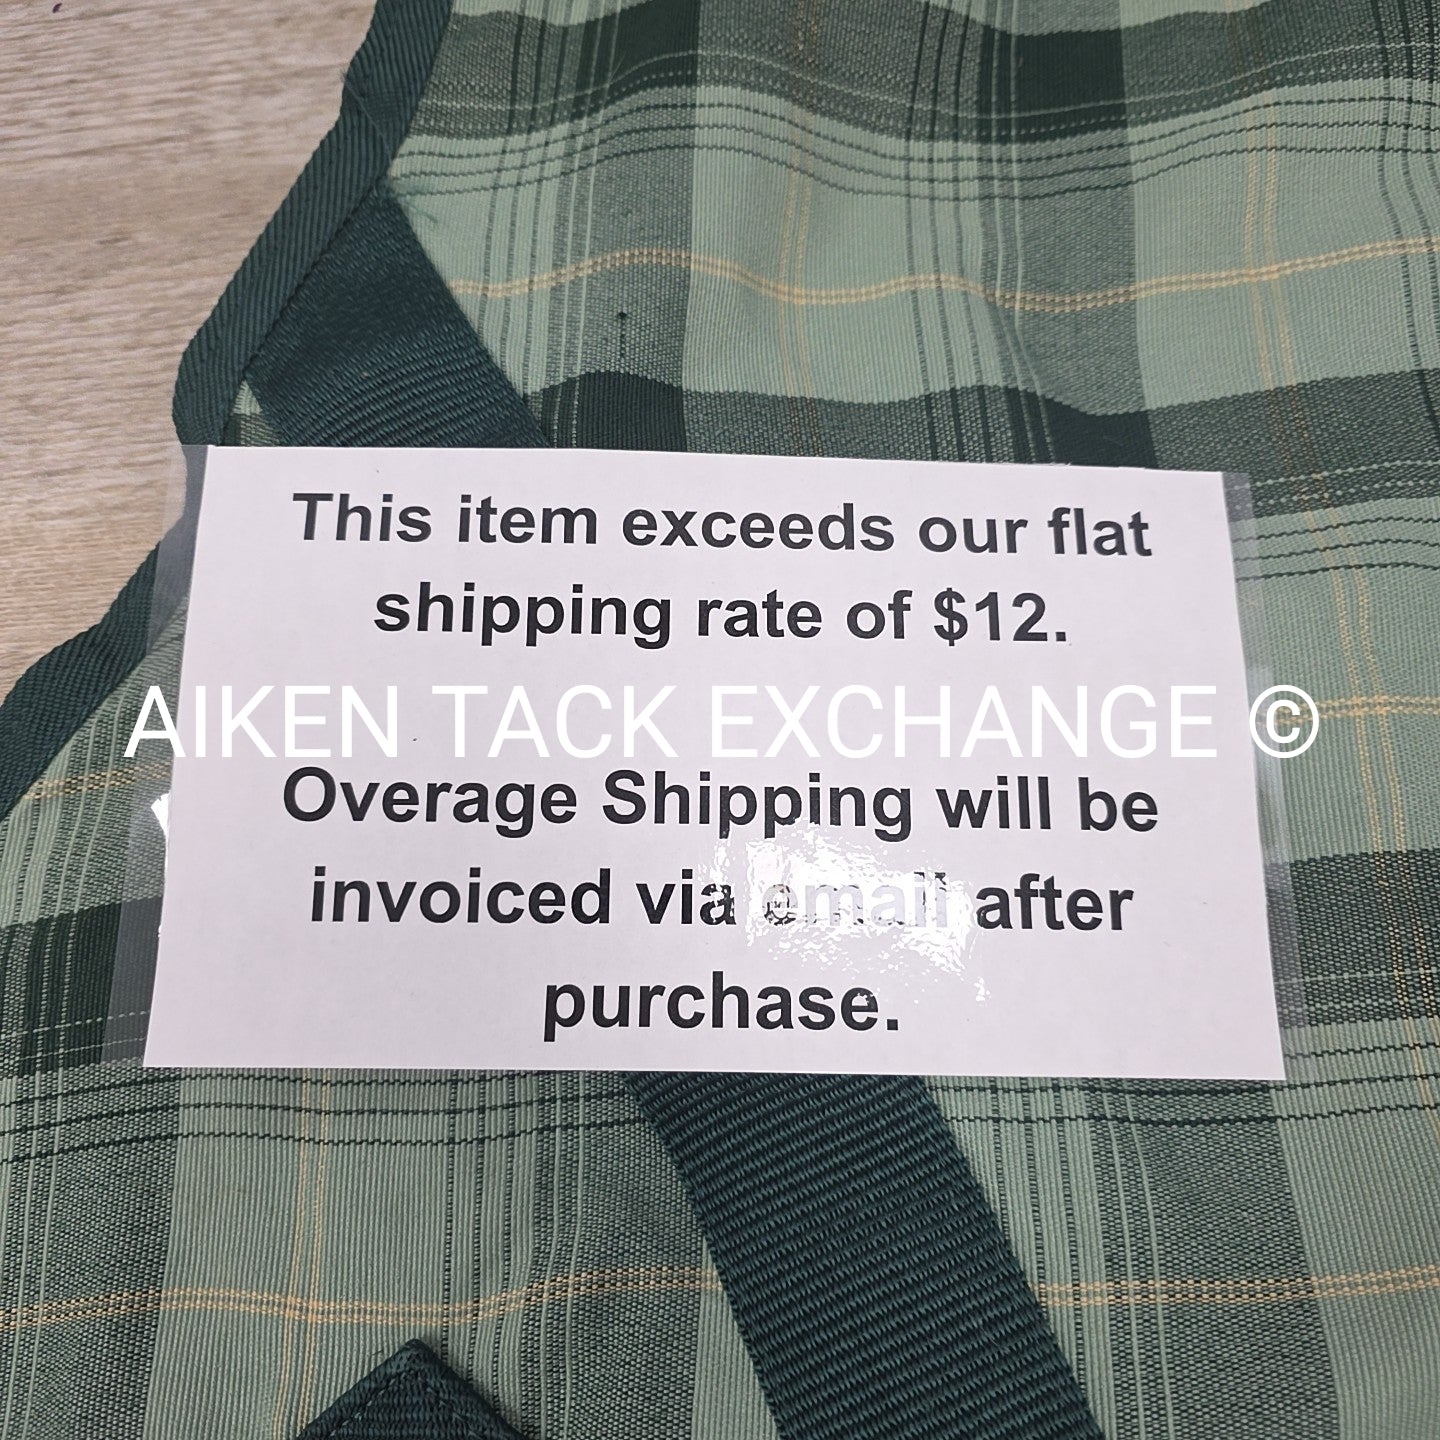 This item exceeds our flat
shipping rate of $12.
AIKEN TACK EXCHANGE ©
Overage Shipping will be
invoiced via email after
purchase.